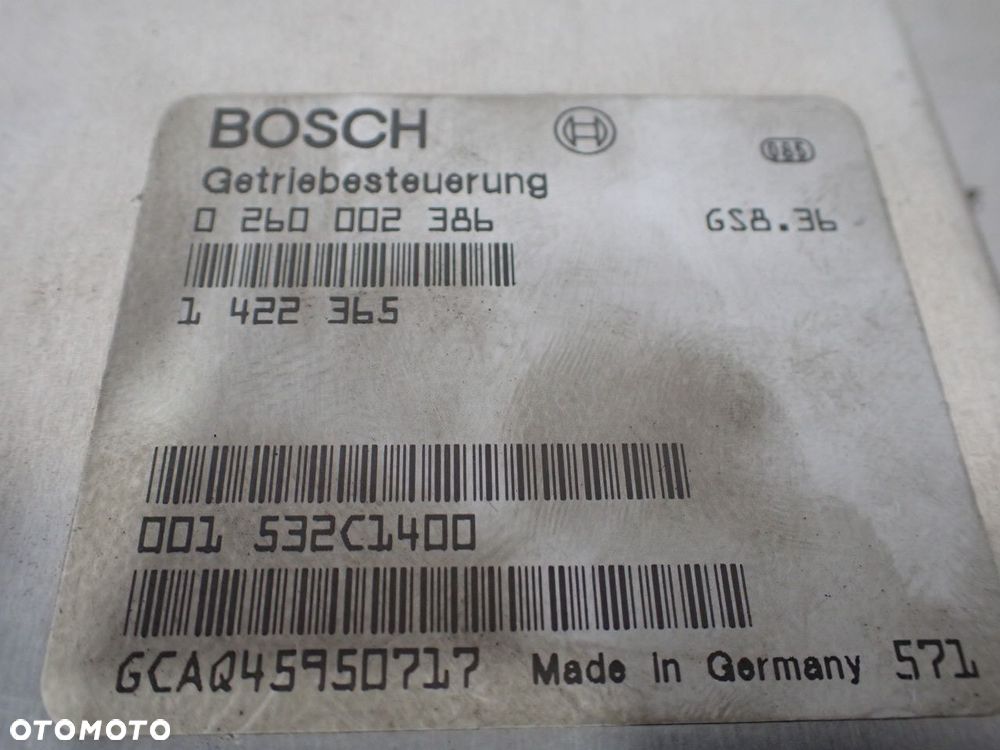 BOSCH
Getriebesteuerung 085
0 260 002 386 GS8.36
1 422 365
001 532C1400
GCAQ45950717 Made in Germany 571
OTOMOTO